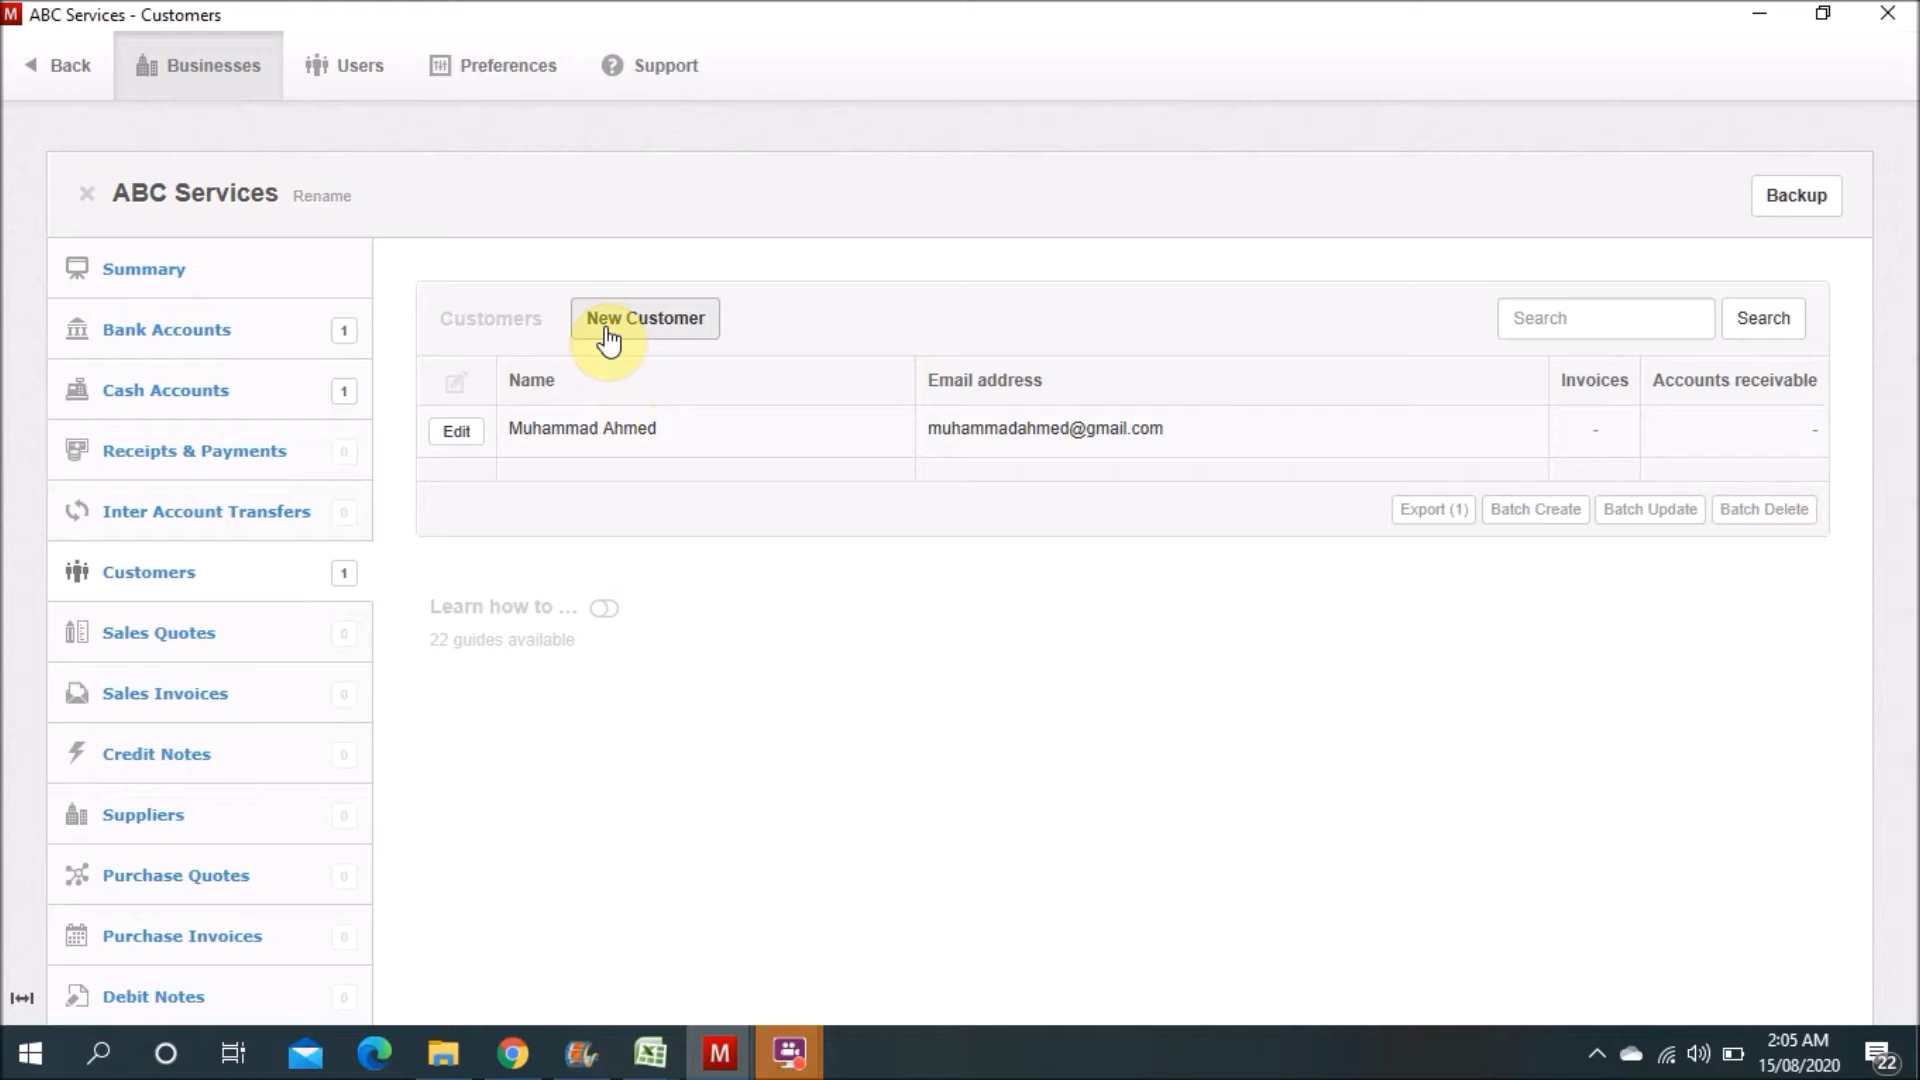 M ABC Services - Customers
Back Businesses Users Preferences ? Support
ABC Services Rename Backup
Summary
Bank Accounts 1
Cash Accounts 1
Receipts & Payments 0
Inter Account Transfers 0
Customers 1
Sales Quotes 0
Sales Invoices 0
Credit Notes 0
Suppliers 0
Purchase Quotes 0
Purchase Invoices 0
Debit Notes 0
Customers New Customer Search Search
Name Email address Invoices Accounts receivable
Edit Muhammad Ahmed muhammadahmed@gmail.com - -
Export (1) Batch Create Batch Update Batch Delete
Learn how to ...
22 guides available
M
2:05 AM
15/08/2020
22